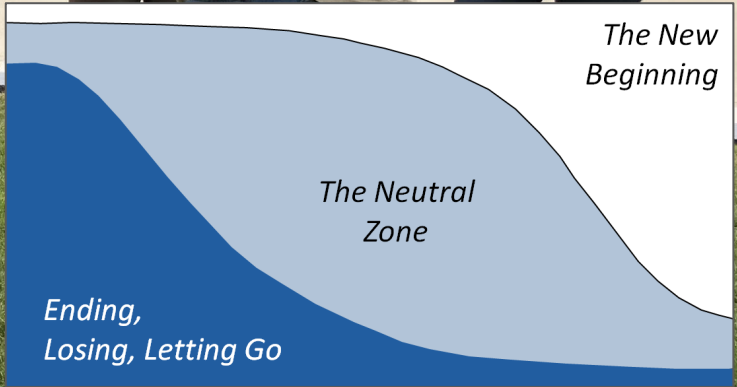 The New
Beginning
The Neutral
Zone
Ending,
Losing, Letting Go